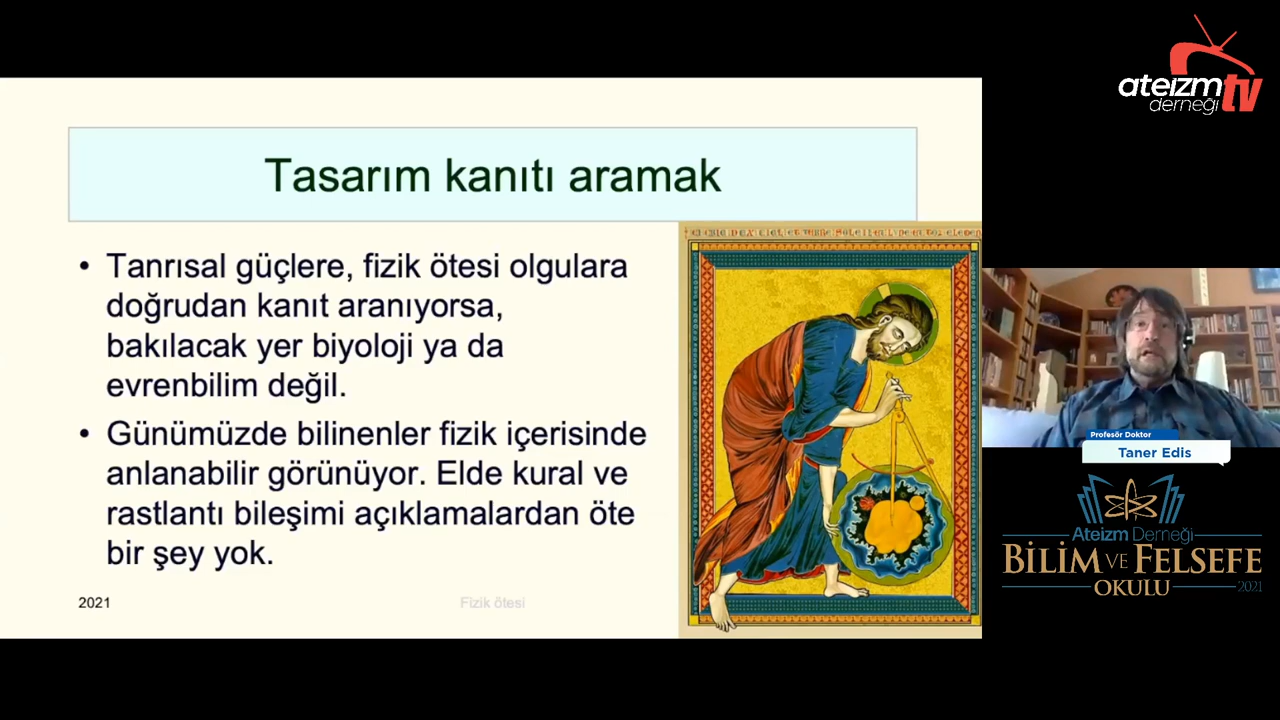 ateizm tv
derneği
Tasarım kanıtı aramak
• Tanrısal güçlere, fizik ötesi olgulara
doğrudan kanıt aranıyorsa,
bakılacak yer biyoloji ya da
evrenbilim değil.
• Günümüzde bilinenler fizik içerisinde
anlanabilir görünüyor. Elde kural ve
rastlantı bileşimi açıklamalardan öte
bir şey yok.
2021
Fizik ötesi
Profesör Doktor
Taner Edis
Ateizm Derneği
BİLİM VE FELSEFE
OKULU
2021